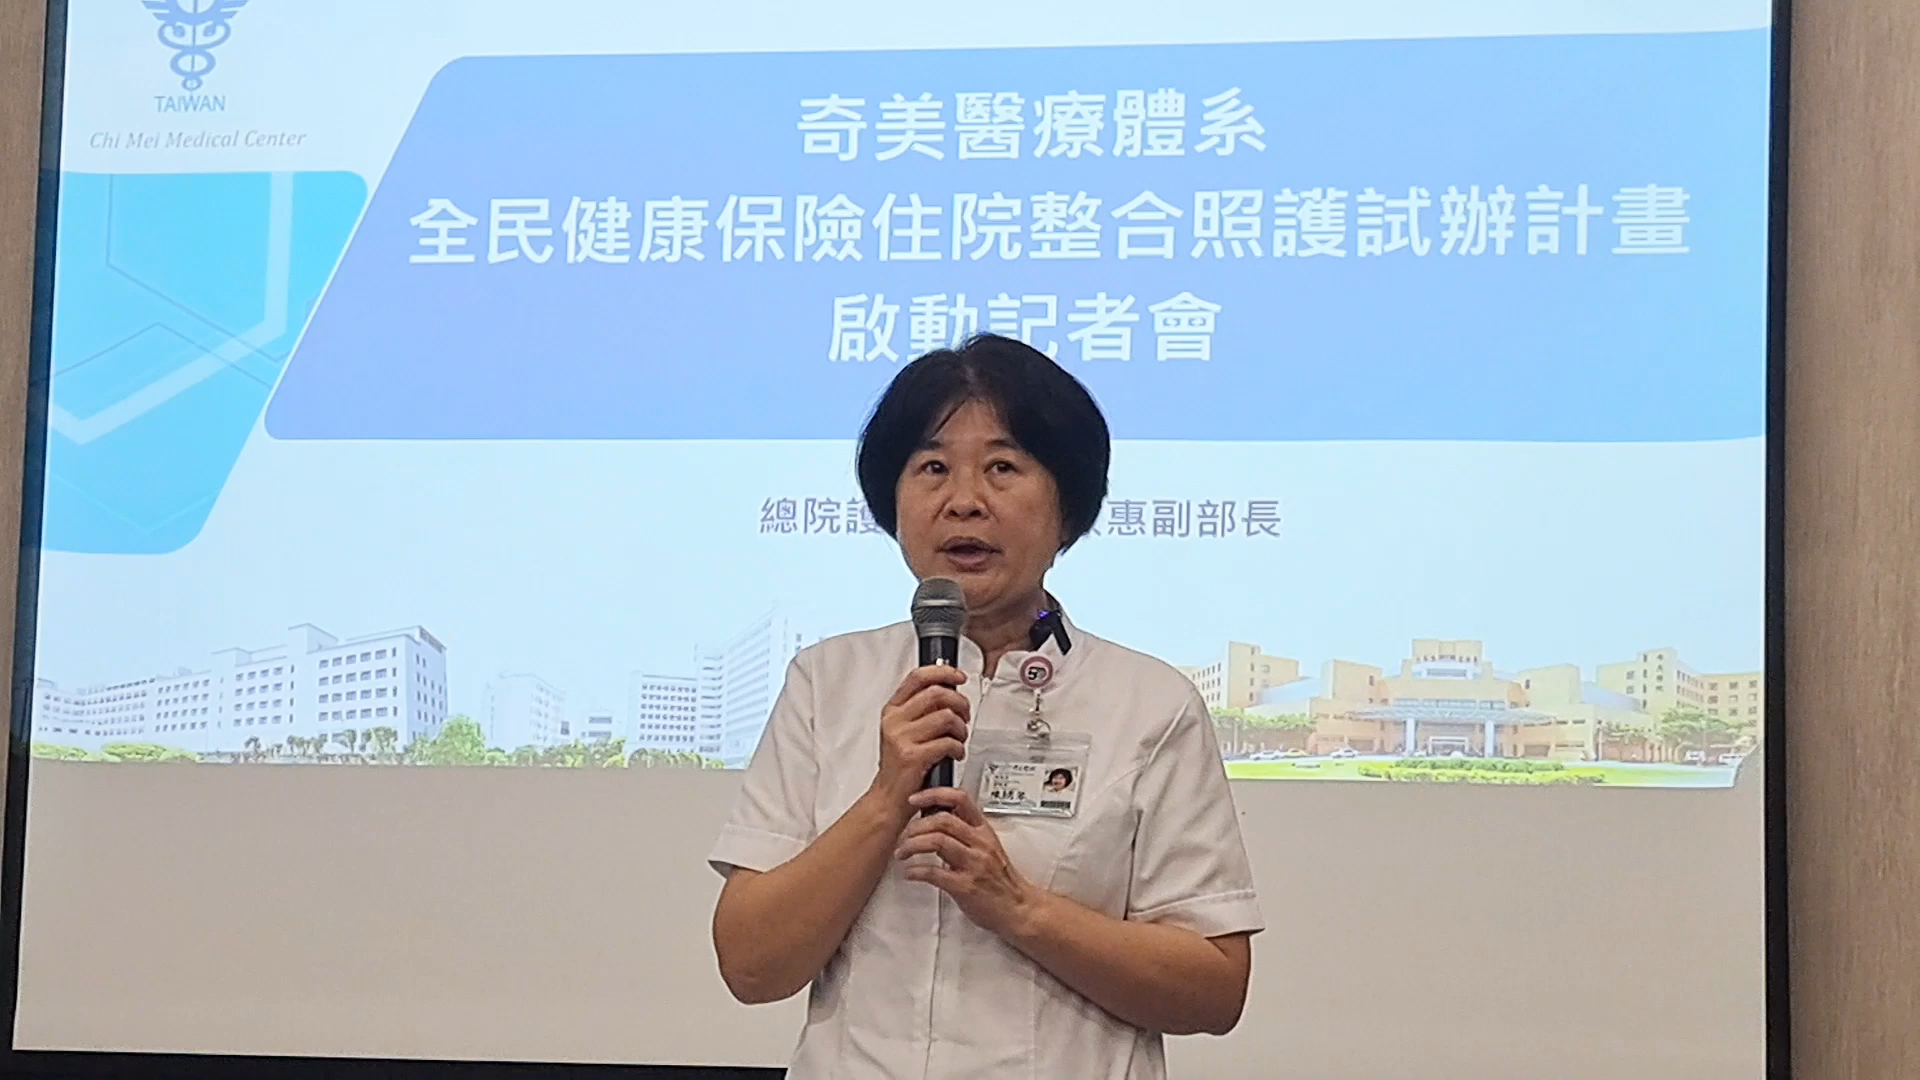 TAIWAN
Chi Mei Medical Center
奇美醫療體系
全民健康保險住院整合照護試辦計畫
啟動記者會
總院護
惠副部長